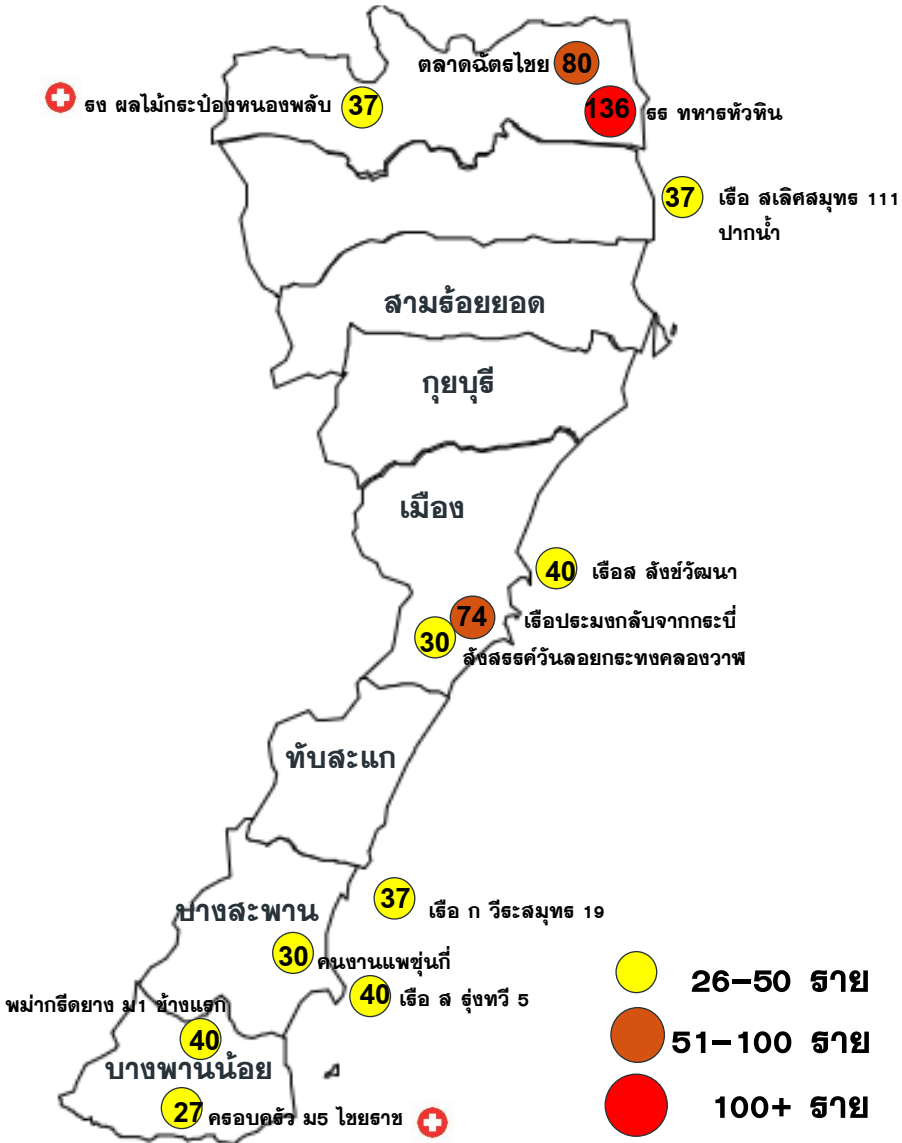 ตลาดฉัตรไชย 80
รง ผลไม้กระป๋องหนองพลับ 37
136 รร ทหารหัวหิน
37 เรือ สเลิศสมุทร 111
ปากน้ำ
สามร้อยยอด
กุยบุรี
เมือง
40 เรือส สังข์วัฒนา
74 เรือประมงกลับจากกระบี่
30 สังสรรค์วันลอยกระทงคลองวาฬ
ทับสะแก
37 เรือ ก วีระสมุทร 19
บางสะพาน
30 คนงานแพชุ่นกี่
40 เรือ ส รุ่งทวี 5
พม่ากรีดยาง ม1 ช้างแรก
40
บางพานน้อย
27 ครอบครัว ม5 ไชยราช
26-50 ราย
51-100 ราย
100+ ราย